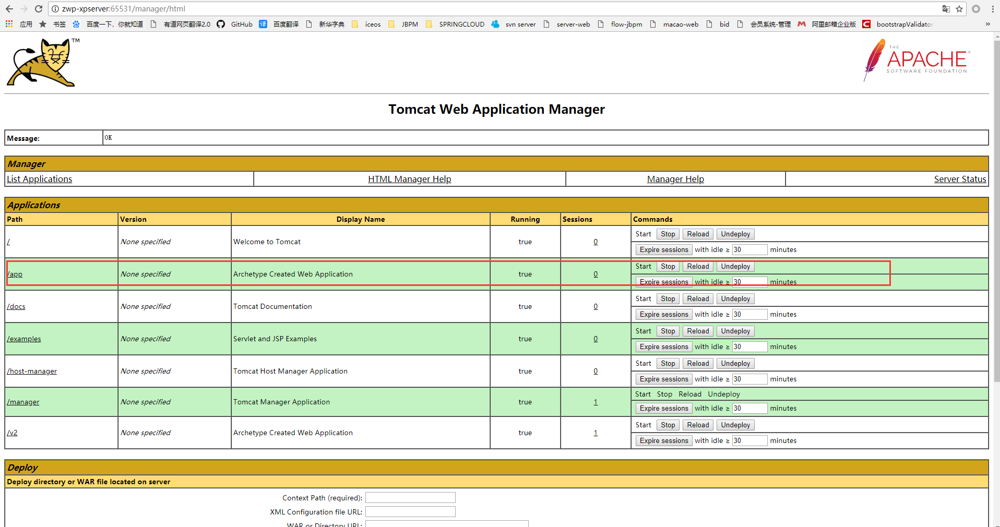 zwp-xpserver:65531/manager/html
应用 书签 百度一下，你就知道 有道网页翻译2.0 GitHub 译 百度翻译 新华字典 iceos JBPM SPRINGCLOUD svn server server-web flow-jbpm macao-web bid 会员系统-管理 阿里邮箱企业版 C bootstrapValidator »
TM
THE
APACHE®
SOFTWARE FOUNDATION
Tomcat Web Application Manager
Message: OK
Manager
List Applications HTML Manager Help Manager Help Server Status
Applications
Path Version Display Name Running Sessions Commands
/ None specified Welcome to Tomcat true 0 Start Stop Reload Undeploy
Expire sessions with idle ≥ 30 minutes
/app None specified Archetype Created Web Application true 0 Start Stop Reload Undeploy
Expire sessions with idle ≥ 30 minutes
/docs None specified Tomcat Documentation true 0 Start Stop Reload Undeploy
Expire sessions with idle ≥ 30 minutes
/examples None specified Servlet and JSP Examples true 0 Start Stop Reload Undeploy
Expire sessions with idle ≥ 30 minutes
/host-manager None specified Tomcat Host Manager Application true 0 Start Stop Reload Undeploy
Expire sessions with idle ≥ 30 minutes
/manager None specified Tomcat Manager Application true 1 Start Stop Reload Undeploy
Expire sessions with idle ≥ 30 minutes
/v2 None specified Archetype Created Web Application true 1 Start Stop Reload Undeploy
Expire sessions with idle ≥ 30 minutes
Deploy
Deploy directory or WAR file located on server
Context Path (required):
XML Configuration file URL:
WAR or Directory URL: